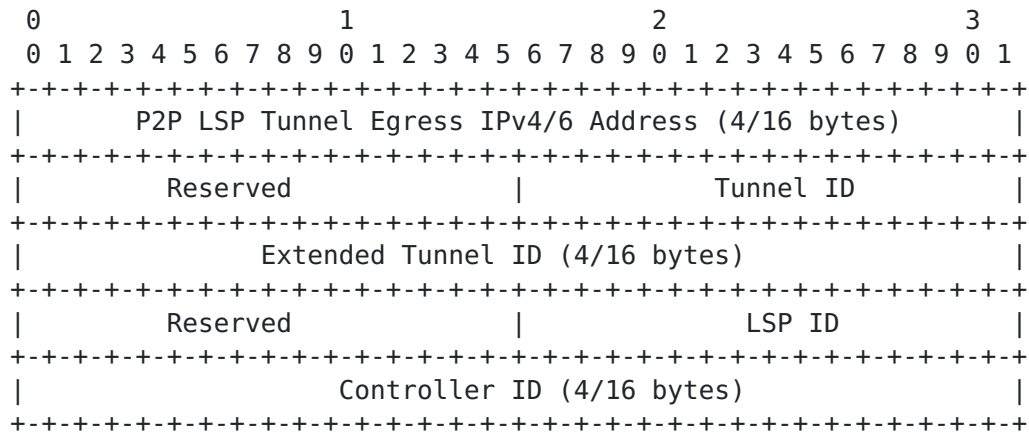 0                   1                   2                   3
 0 1 2 3 4 5 6 7 8 9 0 1 2 3 4 5 6 7 8 9 0 1 2 3 4 5 6 7 8 9 0 1
+-+-+-+-+-+-+-+-+-+-+-+-+-+-+-+-+-+-+-+-+-+-+-+-+-+-+-+-+-+-+-+-+
|       P2P LSP Tunnel Egress IPv4/6 Address (4/16 bytes)       |
+-+-+-+-+-+-+-+-+-+-+-+-+-+-+-+-+-+-+-+-+-+-+-+-+-+-+-+-+-+-+-+-+
|         Reserved              |            Tunnel ID          |
+-+-+-+-+-+-+-+-+-+-+-+-+-+-+-+-+-+-+-+-+-+-+-+-+-+-+-+-+-+-+-+-+
|               Extended Tunnel ID (4/16 bytes)                 |
+-+-+-+-+-+-+-+-+-+-+-+-+-+-+-+-+-+-+-+-+-+-+-+-+-+-+-+-+-+-+-+-+
|         Reserved              |              LSP ID           |
+-+-+-+-+-+-+-+-+-+-+-+-+-+-+-+-+-+-+-+-+-+-+-+-+-+-+-+-+-+-+-+-+
|                    Controller ID (4/16 bytes)                 |
+-+-+-+-+-+-+-+-+-+-+-+-+-+-+-+-+-+-+-+-+-+-+-+-+-+-+-+-+-+-+-+-+